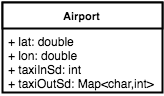 Airport
+ lat: double
+ lon: double
+ taxiInSd: int
+ taxiOutSd: Map<char,int>